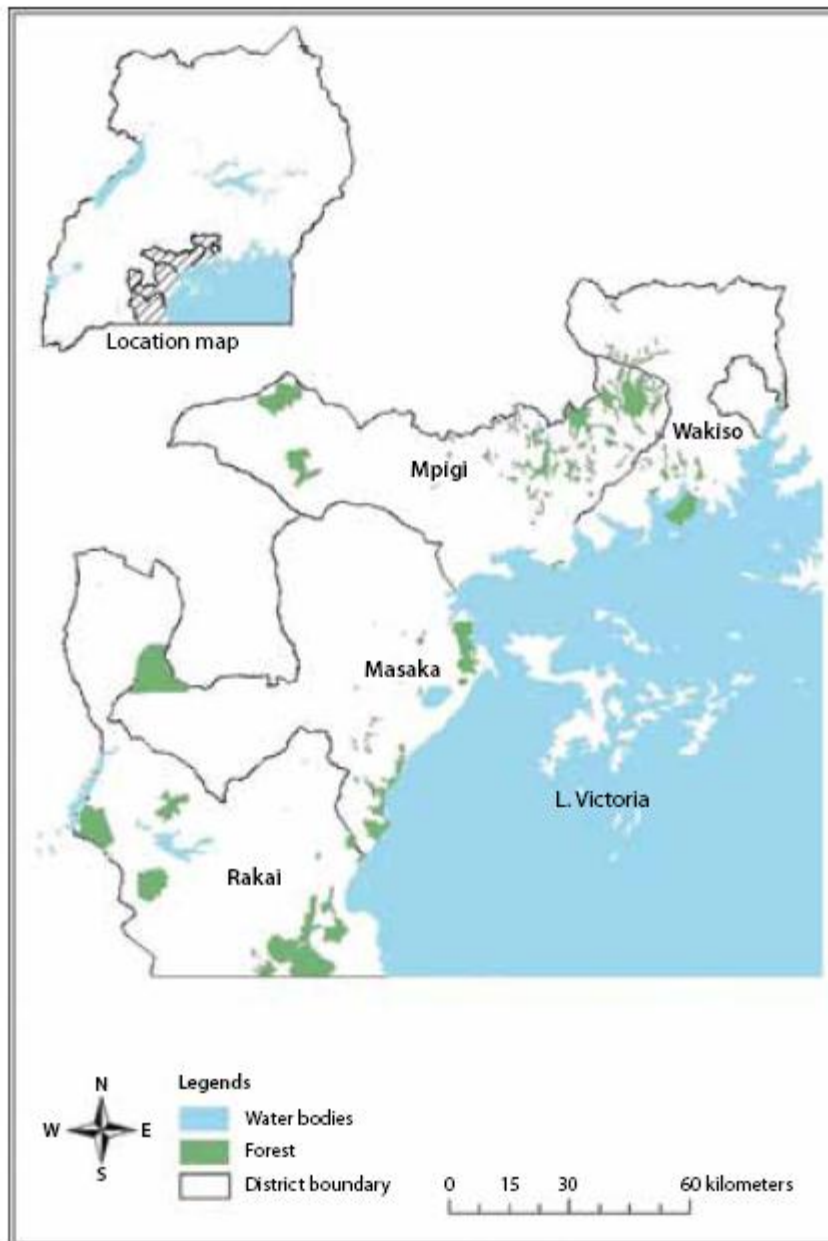 Location map
Wakiso
Mpigi
Masaka
L. Victoria
Rakai
N
W E
S
Legends
Water bodies
Forest
District boundary
0 15 30 60 kilometers